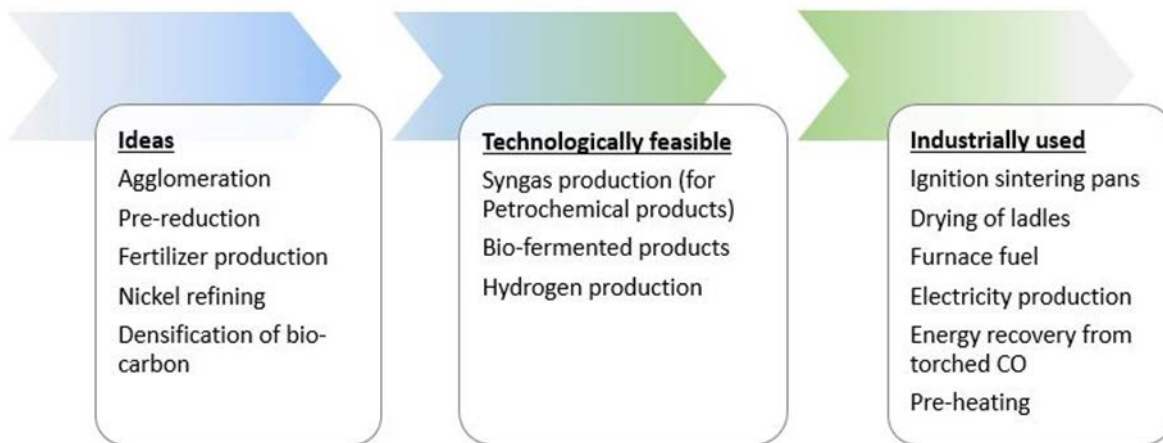 Ideas
Agglomeration
Pre-reduction
Fertilizer production
Nickel refining
Densification of bio-
carbon
Technologically feasible
Syngas production (for
Petrochemical products)
Bio-fermented products
Hydrogen production
Industrially used
Ignition sintering pans
Drying of ladles
Furnace fuel
Electricity production
Energy recovery from
torched CO
Pre-heating